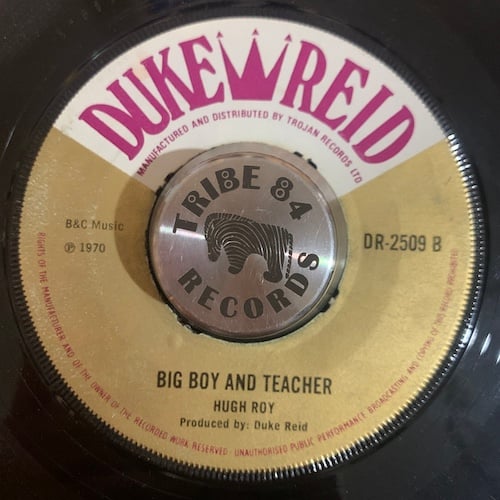 DUKE REID
MANUFACTURED AND DISTRIBUTED BY TROJAN RECORDS LTD
TRIBE 84
RECORDS
B&C Music
℗ 1970
DR-2509 B
BIG BOY AND TEACHER
HUGH ROY
Produced by: Duke Reid
RIGHTS OF THE MANUFACTURER AND OF THE OWNER OF THE RECORDED WORK RESERVED · UNAUTHORISED PUBLIC PERFORMANCE BROADCASTING AND COPYING OF THIS RECORD PROHIBITED